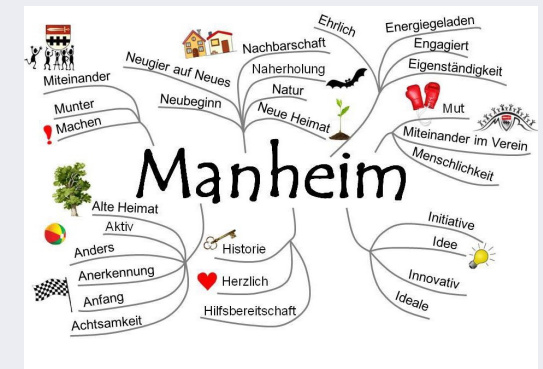 Miteinander
Munter
Machen
Neugier auf Neues
Neubeginn
Nachbarschaft
Naherholung
Natur
Neue Heimat
Ehrlich
Energiegeladen
Engagiert
Eigenständigkeit
Mut
Miteinander im Verein
Menschlichkeit
Manheim
Alte Heimat
Aktiv
Anders
Anerkennung
Anfang
Achtsamkeit
Historie
Herzlich
Hilfsbereitschaft
Initiative
Idee
Innovativ
Ideale